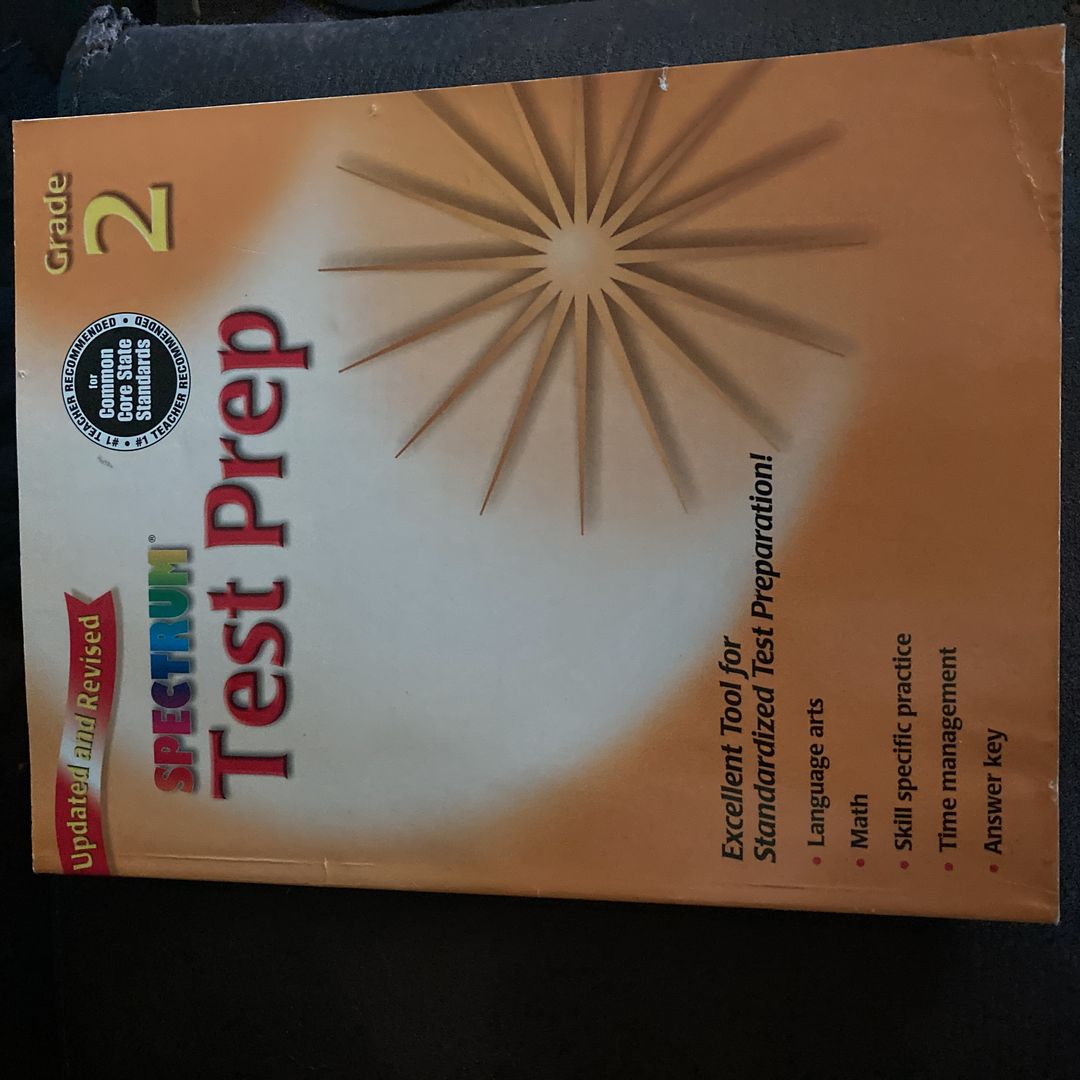 Updated and Revised
SPECTRUM®
Test Prep
#1 TEACHER RECOMMENDED • #1 TEACHER RECOMMENDED •
for
Common
Core State
Standards
Grade
2
Excellent Tool for
Standardized Test Preparation!
• Language arts
• Math
• Skill specific practice
• Time management
• Answer key